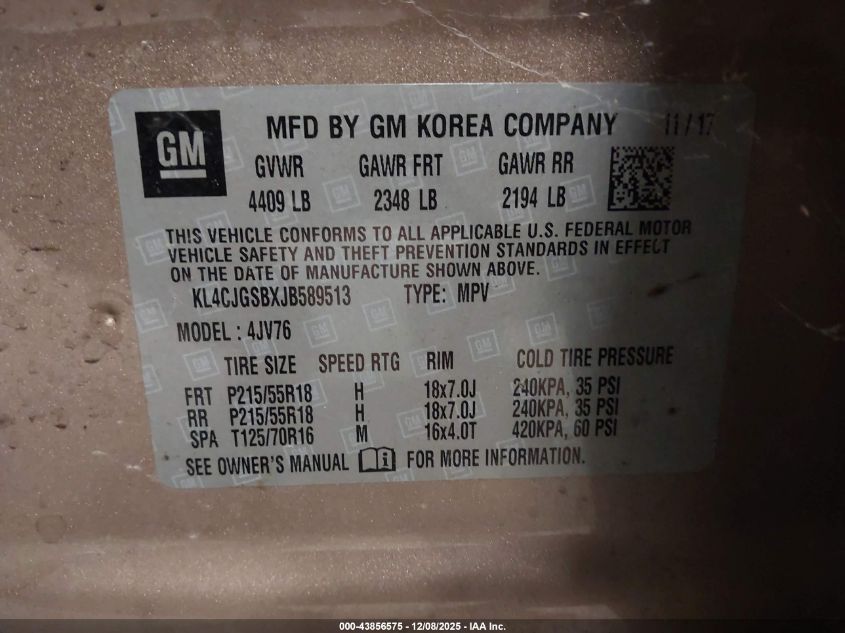 GM MFD BY GM KOREA COMPANY 11/17
GVWR GAWR FRT GAWR RR
4409 LB 2348 LB 2194 LB
THIS VEHICLE CONFORMS TO ALL APPLICABLE U.S. FEDERAL MOTOR
VEHICLE SAFETY AND THEFT PREVENTION STANDARDS IN EFFECT
ON THE DATE OF MANUFACTURE SHOWN ABOVE.
KL4CJGSBXJB589513 TYPE: MPV
MODEL : 4JV76
TIRE SIZE SPEED RTG RIM COLD TIRE PRESSURE
FRT P215/55R18 H 18x7.0J 240KPA, 35 PSI
RR P215/55R18 H 18x7.0J 240KPA, 35 PSI
SPA T125/70R16 M 16x4.0T 420KPA, 60 PSI
SEE OWNER'S MANUAL i FOR MORE INFORMATION.
000-43856575 - 12/08/2025 - IAA Inc.